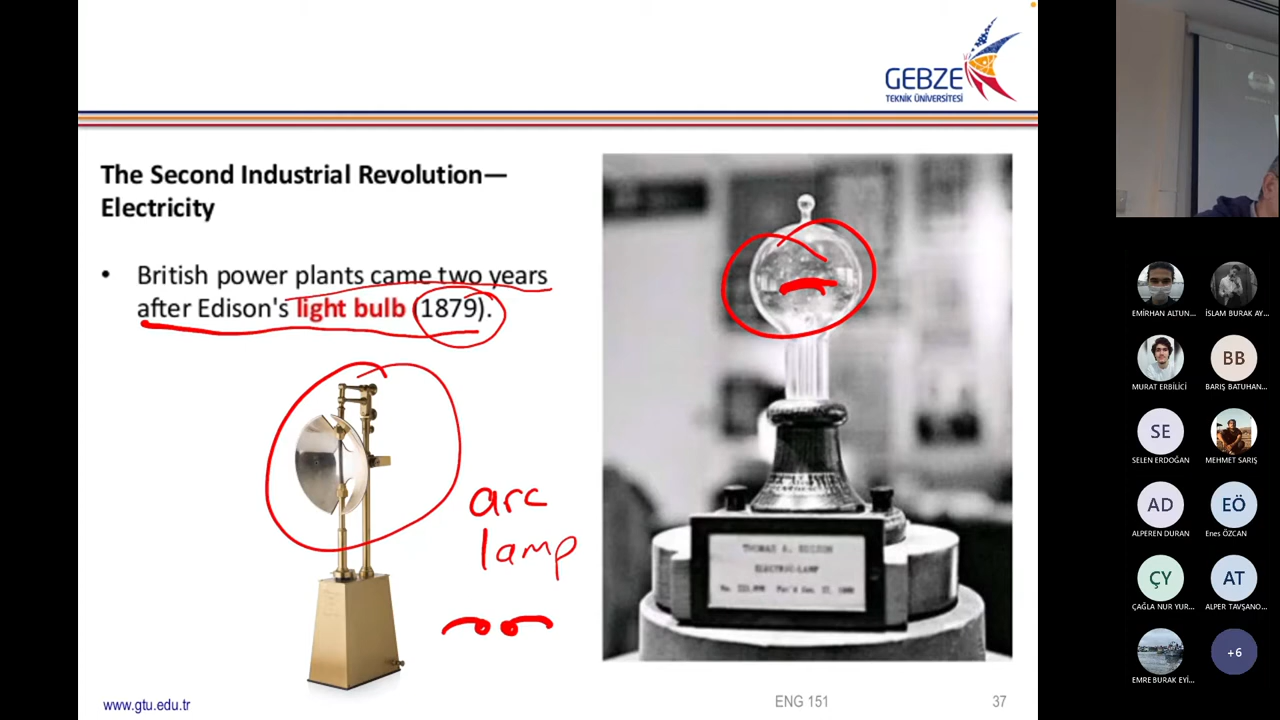 GEBZE
TEKNİK ÜNİVERSİTESİ
The Second Industrial Revolution—
Electricity
• British power plants came two years
after Edison's light bulb (1879).
arc
lamp
THOMAS A. EDISON
ELECTRIC-LAMP
www.gtu.edu.tr
ENG 151
37
EMİRHAN ALTUN...
İSLAM BURAK AY...
MURAT ERBİLİCİ
BB
BARIŞ BATUHAN...
SE
SELEN ERDOĞAN
MEHMET SARIŞ
AD
ALPEREN DURAN
EÖ
Enes ÖZCAN
ÇY
ÇAĞLA NUR YUR...
AT
ALPER TAVŞANO...
EMRE BURAK EYİ...
+6